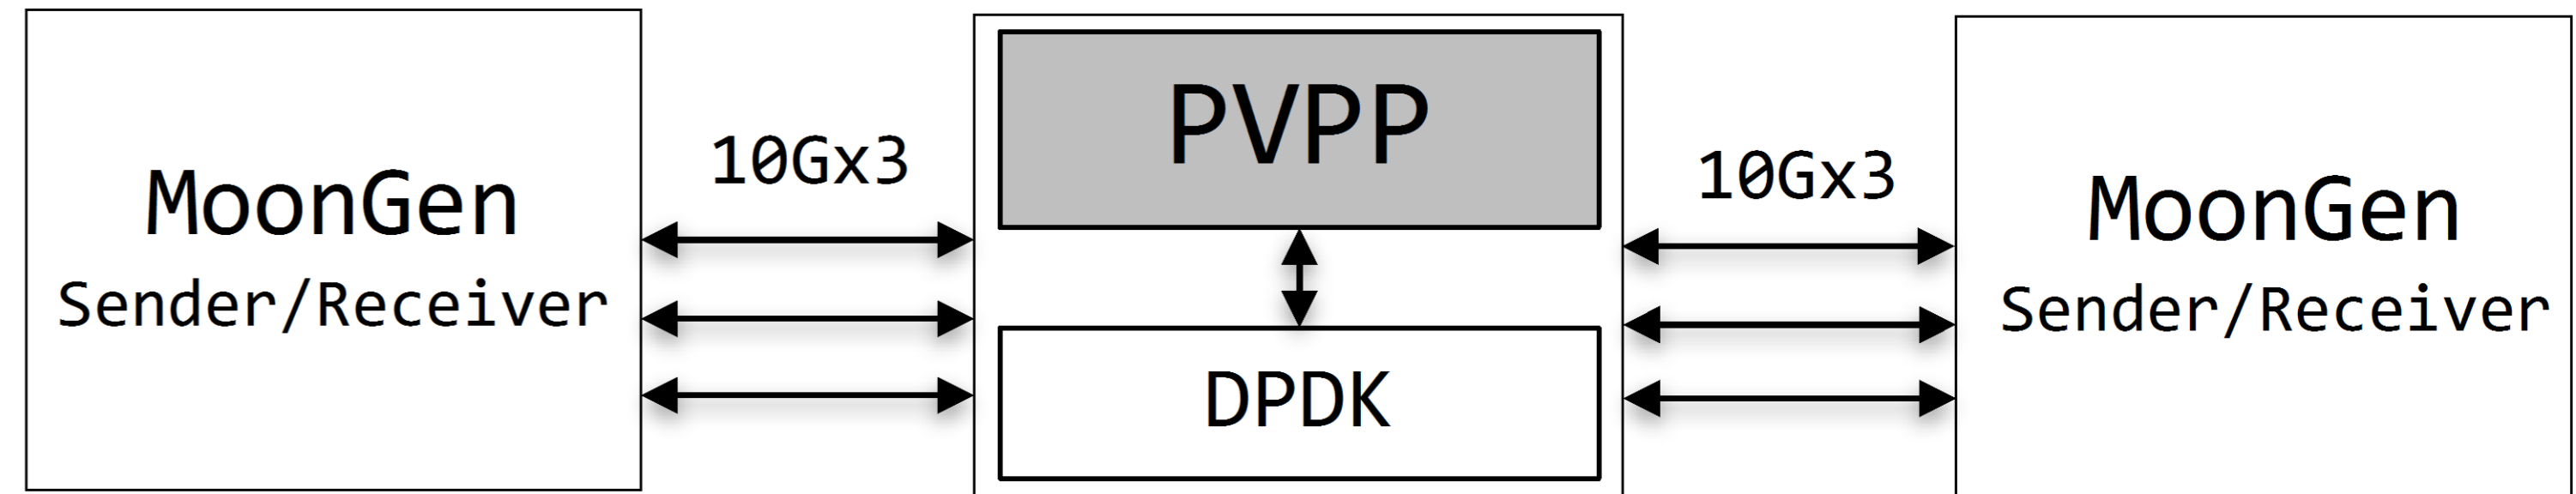 MoonGen
Sender/Receiver
10Gx3
PVPP
DPDK
10Gx3
MoonGen
Sender/Receiver